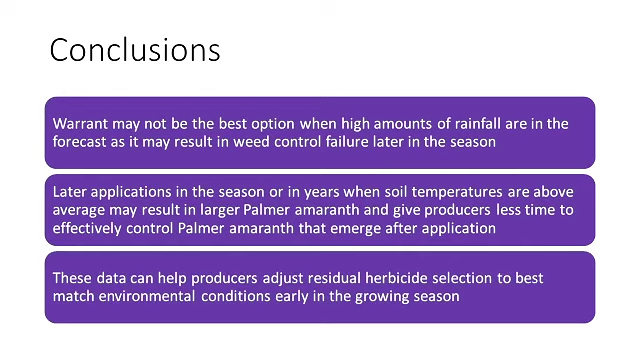 Conclusions
Warrant may not be the best option when high amounts of rainfall are in the
forecast as it may result in weed control failure later in the season
Later applications in the season or in years when soil temperatures are above
average may result in larger Palmer amaranth and give producers less time to
effectively control Palmer amaranth that emerge after application
These data can help producers adjust residual herbicide selection to best
match environmental conditions early in the growing season